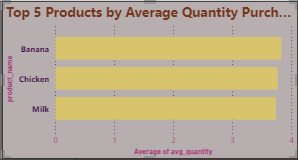 Top 5 Products by Average Quantity Purch...
product_name
Banana
Chicken
Milk
0 1 2 3 4
Average of avg_quantity